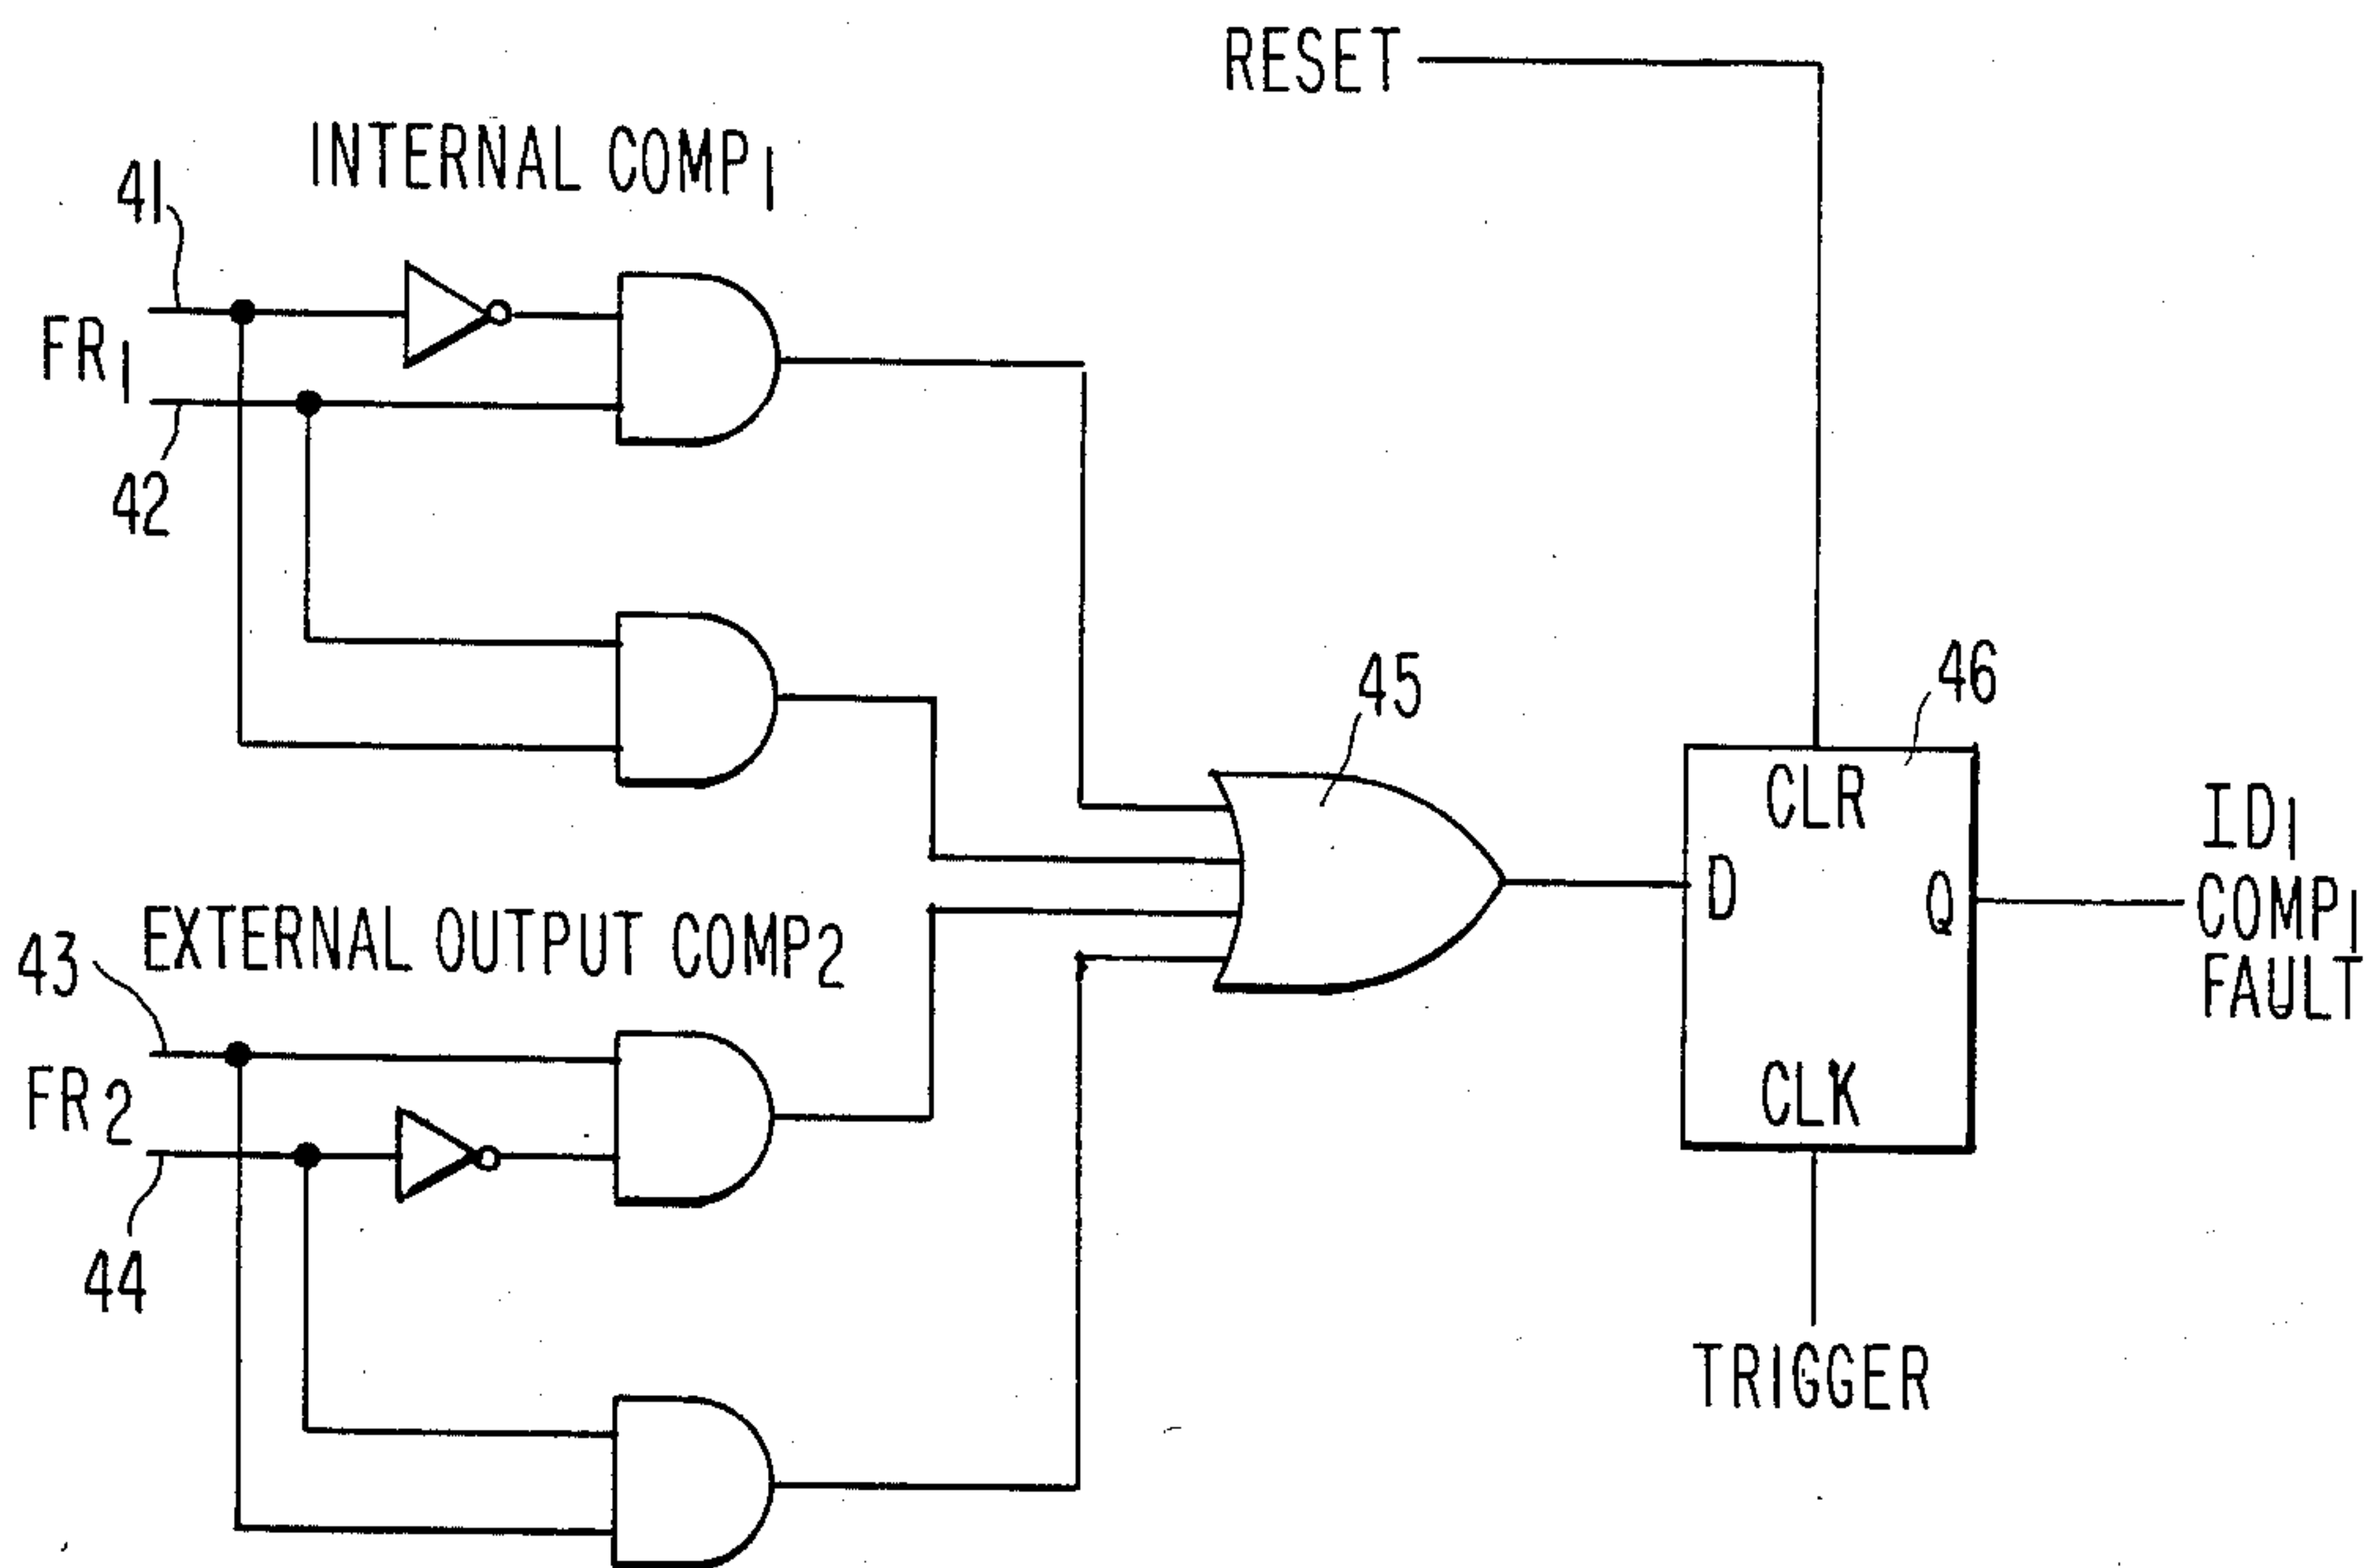 RESET
INTERNAL COMP1
41
FR1
42
45
46
CLR
D
Q
ID1
COMP1
FAULT
EXTERNAL OUTPUT COMP2
43
FR2
44
CLK
TRIGGER